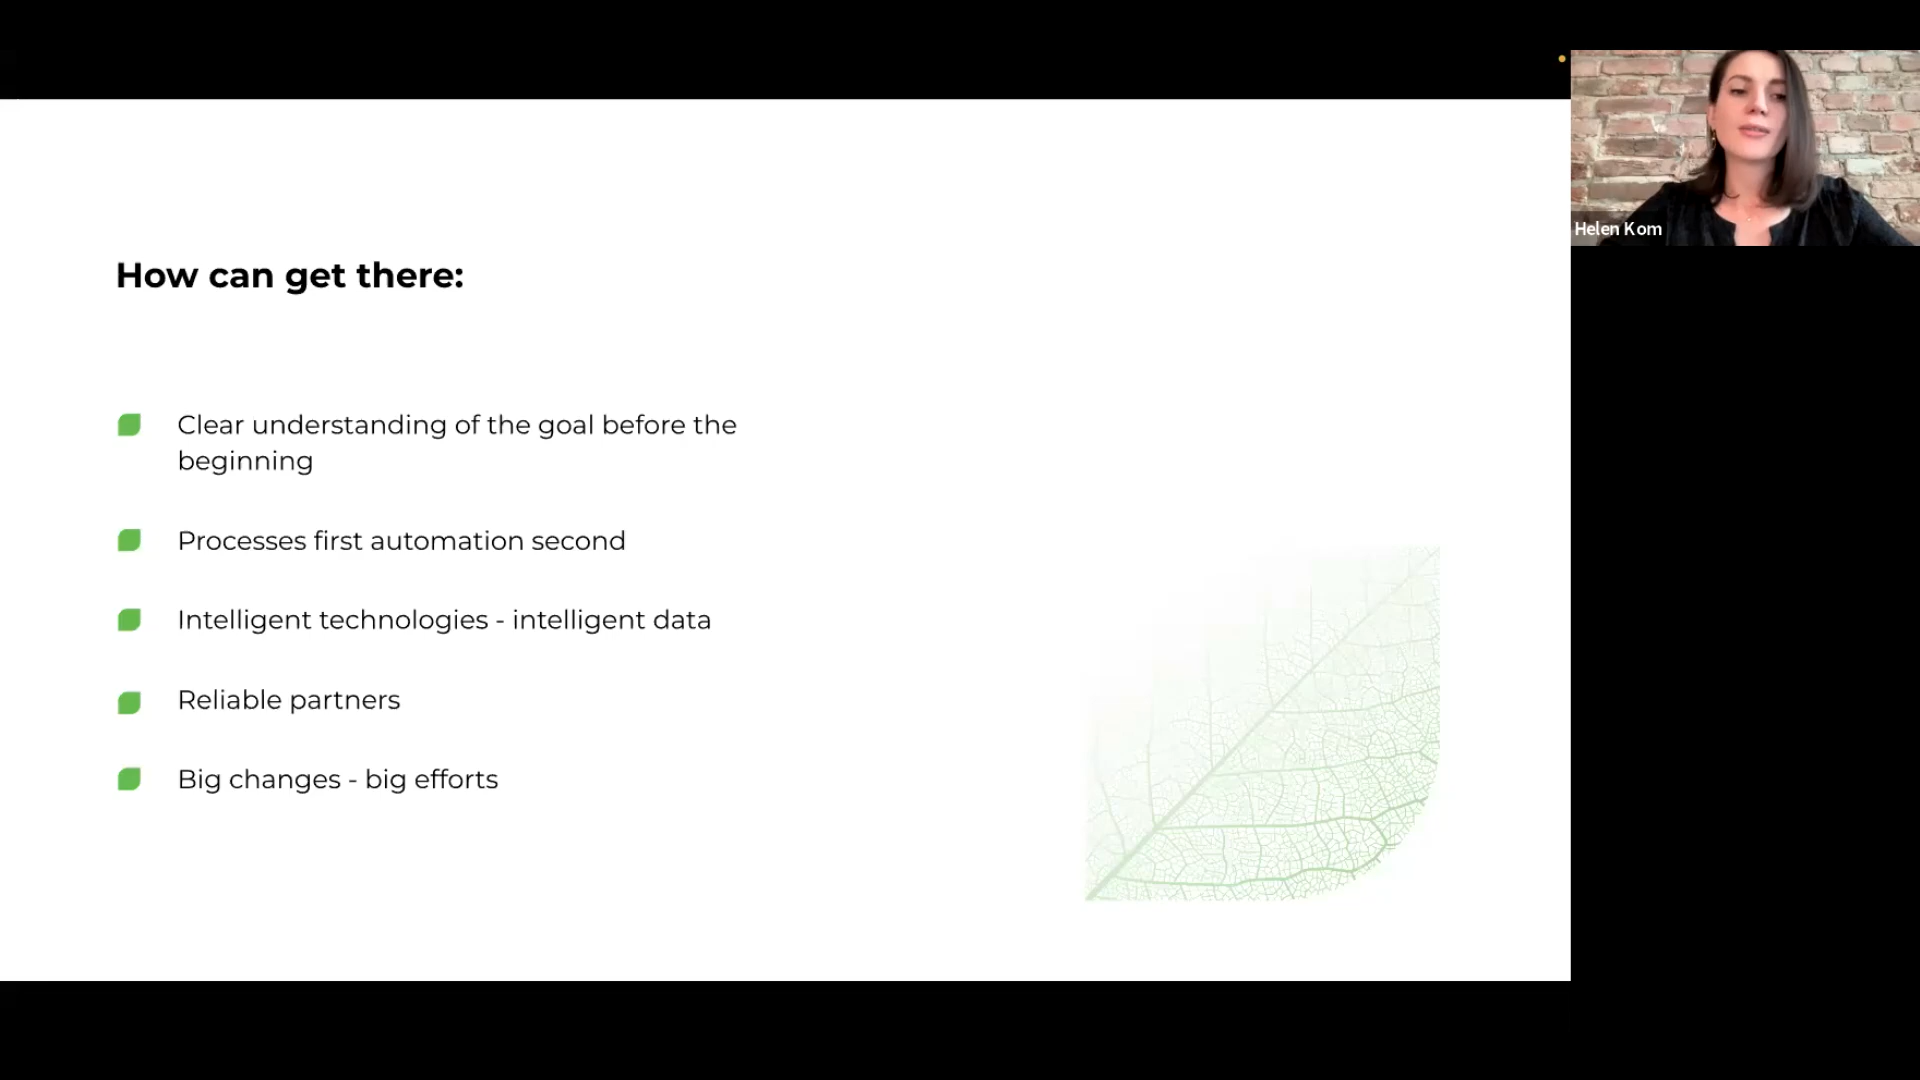 How can get there:
Clear understanding of the goal before the
beginning
Processes first automation second
Intelligent technologies - intelligent data
Reliable partners
Big changes - big efforts
Helen Kom